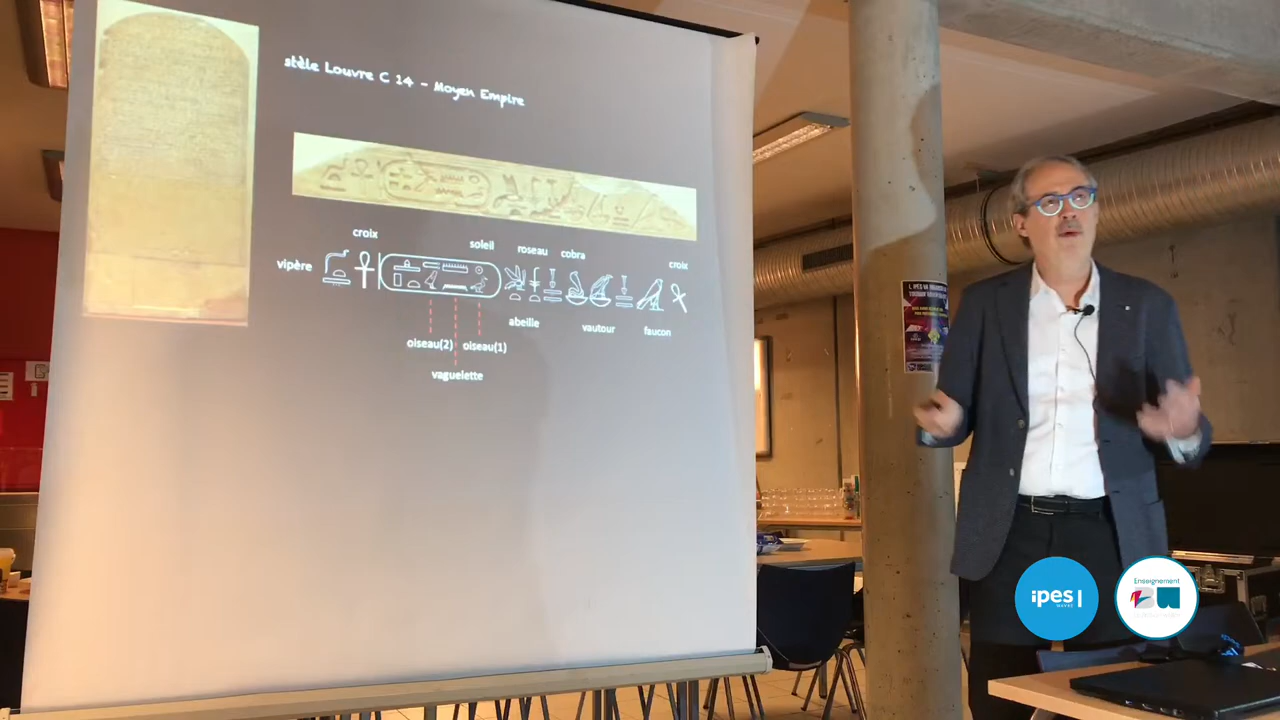 stèle Louvre C 14 - Moyen Empire
croix
soleil
roseau
cobra
croix
vipère
abeille
vautour
faucon
oiseau(2)
oiseau(1)
vaguelette
ipes
WAVRE
Enseignement